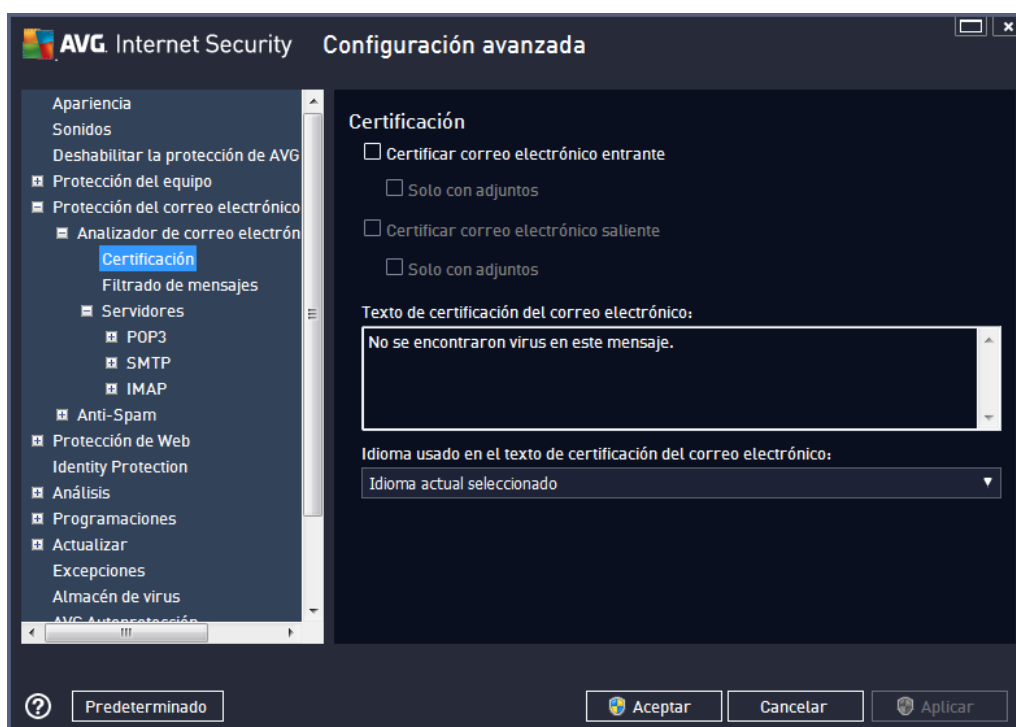 AVG. Internet Security Configuración avanzada
Apariencia
Sonidos
Deshabilitar la protección de AVG
Protección del equipo
Protección del correo electrónico
Analizador de correo electrón
Certificación
Filtrado de mensajes
Servidores
POP3
SMTP
IMAP
Anti-Spam
Protección de Web
Identity Protection
Análisis
Programaciones
Actualizar
Excepciones
Almacén de virus
AVG Autoprotección
Certificación
Certificar correo electrónico entrante
Solo con adjuntos
Certificar correo electrónico saliente
Solo con adjuntos
Texto de certificación del correo electrónico:
No se encontraron virus en este mensaje.
Idioma usado en el texto de certificación del correo electrónico:
Idioma actual seleccionado
Predeterminado
Aceptar
Cancelar
Aplicar